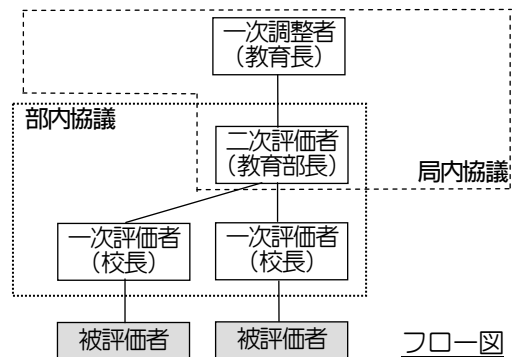 一次調整者
（教育長）
部内協議
二次評価者
（教育部長）
局内協議
一次評価者
（校長）
一次評価者
（校長）
被評価者
被評価者
フロー図